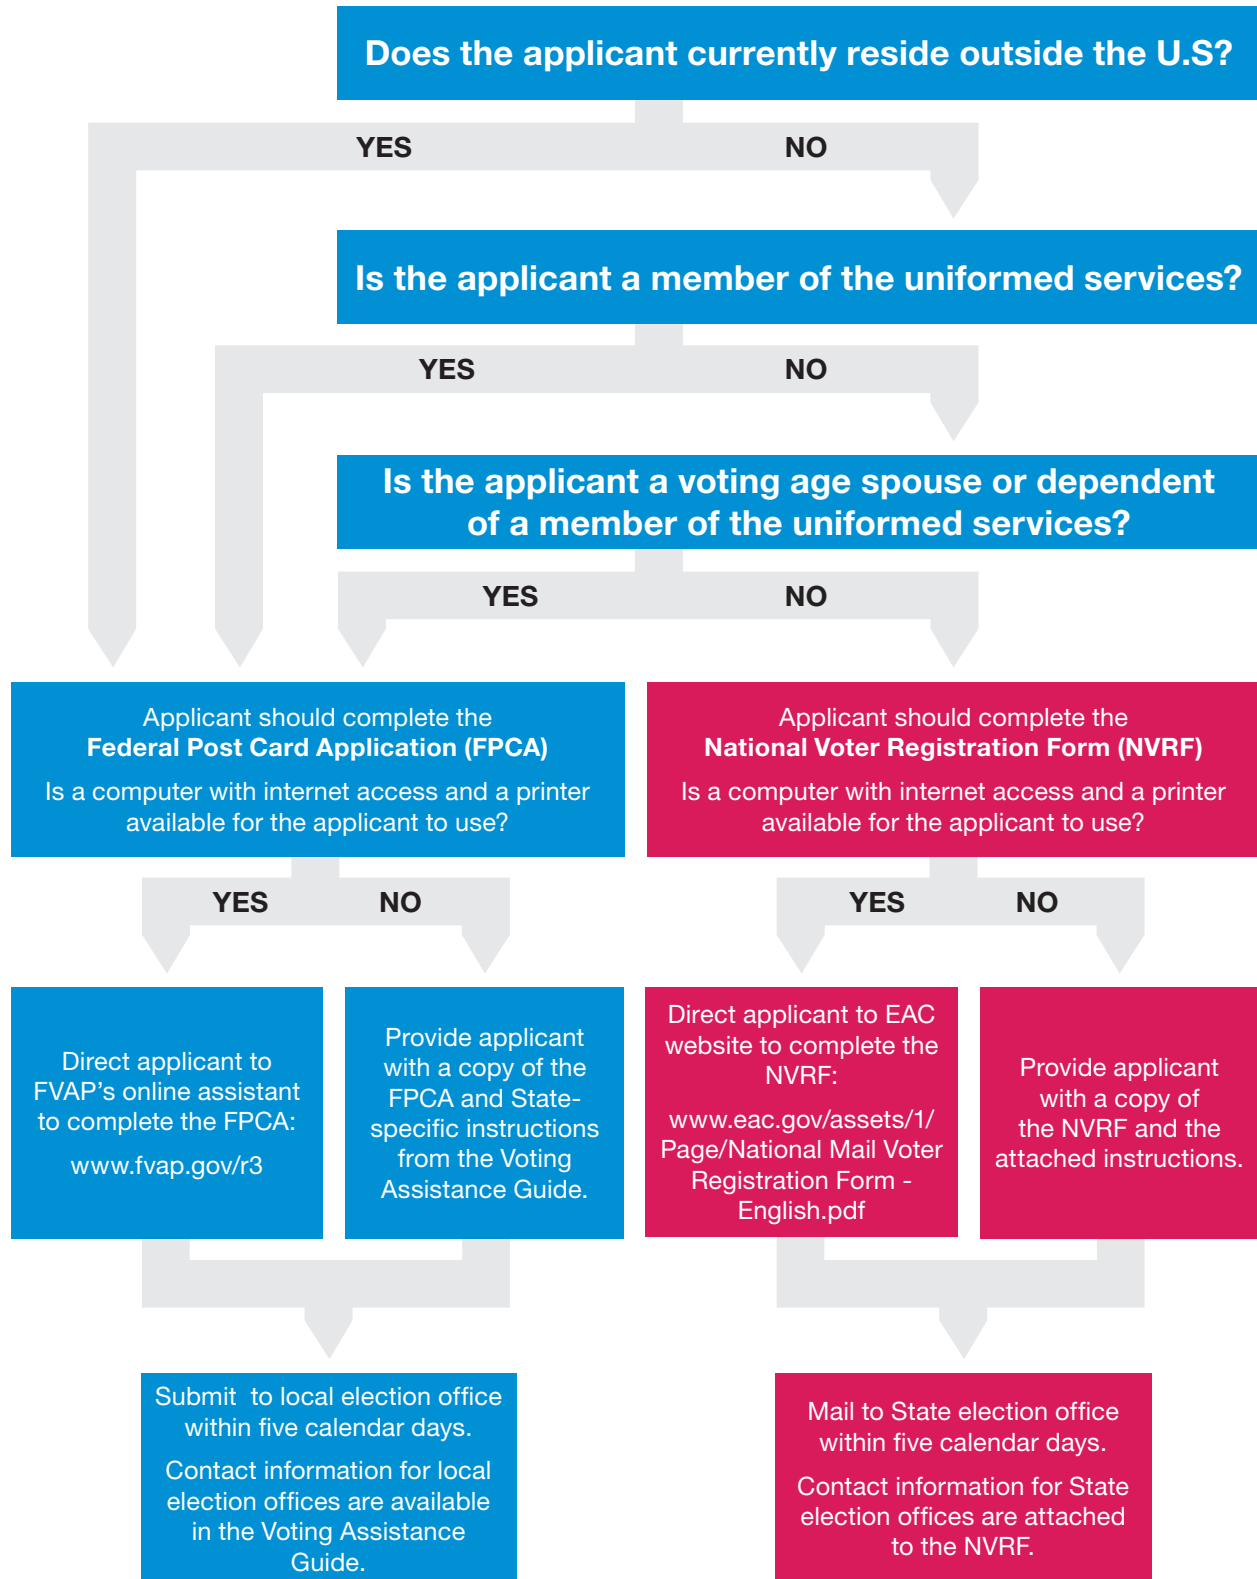 Does the applicant currently reside outside the U.S?
YES
NO
Is the applicant a member of the uniformed services?
YES
NO
Is the applicant a voting age spouse or dependent
of a member of the uniformed services?
YES
NO
Applicant should complete the
Federal Post Card Application (FPCA)
Is a computer with internet access and a printer
available for the applicant to use?
Applicant should complete the
National Voter Registration Form (NVRF)
Is a computer with internet access and a printer
available for the applicant to use?
YES
NO
YES
NO
Direct applicant to
FVAP's online assistant
to complete the FPCA:
www.fvap.gov/r3
Provide applicant
with a copy of the
FPCA and State-
specific instructions
from the Voting
Assistance Guide.
Direct applicant to EAC
website to complete the
NVRF:
www.eac.gov/assets/1/
Page/National Mail Voter
Registration Form -
English.pdf
Provide applicant
with a copy of
the NVRF and the
attached instructions.
Submit  to local election office
within five calendar days.
Contact information for local
election offices are available
in the Voting Assistance
Guide.
Mail to State election office
within five calendar days.
Contact information for State
election offices are attached
to the NVRF.